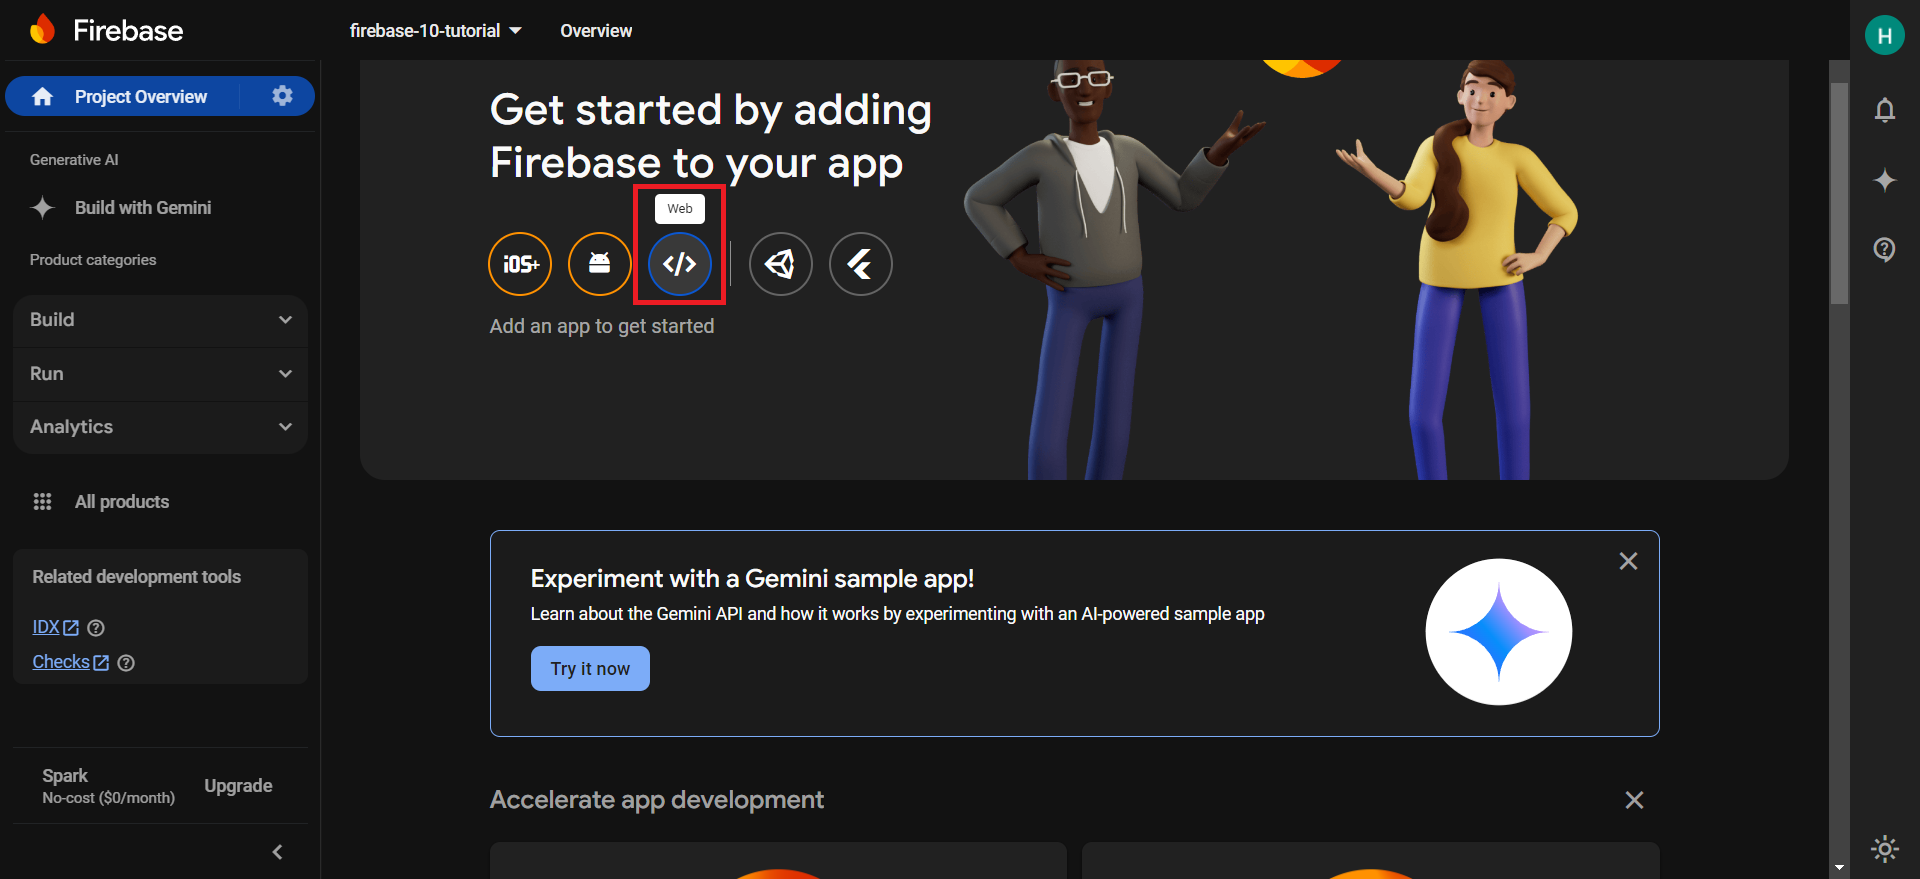 Firebase
firebase-10-tutorial
Overview
H
Project Overview
Generative AI
Build with Gemini
Product categories
Build
Run
Analytics
All products
Related development tools
IDX
Checks
Spark
No-cost ($0/month)
Upgrade
Get started by adding
Firebase to your app
Web
iOS+
</>
Add an app to get started
Experiment with a Gemini sample app!
Learn about the Gemini API and how it works by experimenting with an AI-powered sample app
Try it now
Accelerate app development